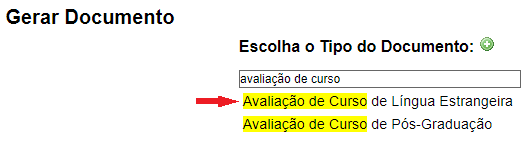 Gerar Documento
Escolha o Tipo do Documento:
avaliação de curso
Avaliação de Curso de Língua Estrangeira
Avaliação de Curso de Pós-Graduação